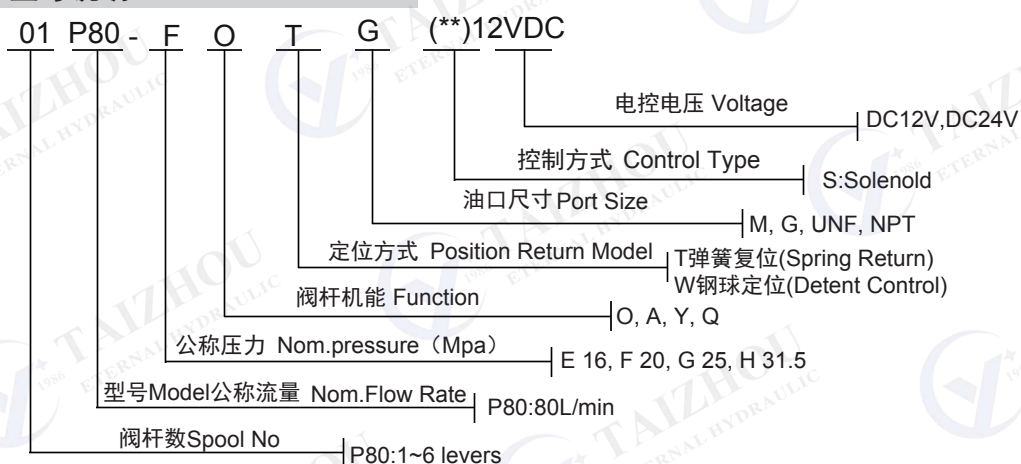 01 P80 - F O T G (**)12VDC
电控电压 Voltage
DC12V,DC24V
控制方式 Control Type
S:Solenold
油口尺寸 Port Size
M, G, UNF, NPT
定位方式 Position Return Model
T弹簧复位(Spring Return)
W钢球定位(Detent Control)
阀杆机能 Function
O, A, Y, Q
公称压力 Nom.pressure（Mpa）
E 16, F 20, G 25, H 31.5
型号Model公称流量 Nom.Flow Rate
P80:80L/min
阀杆数Spool No
P80:1~6 levers
TAIZHOU
ETERNAL HYDRAULIC
1986